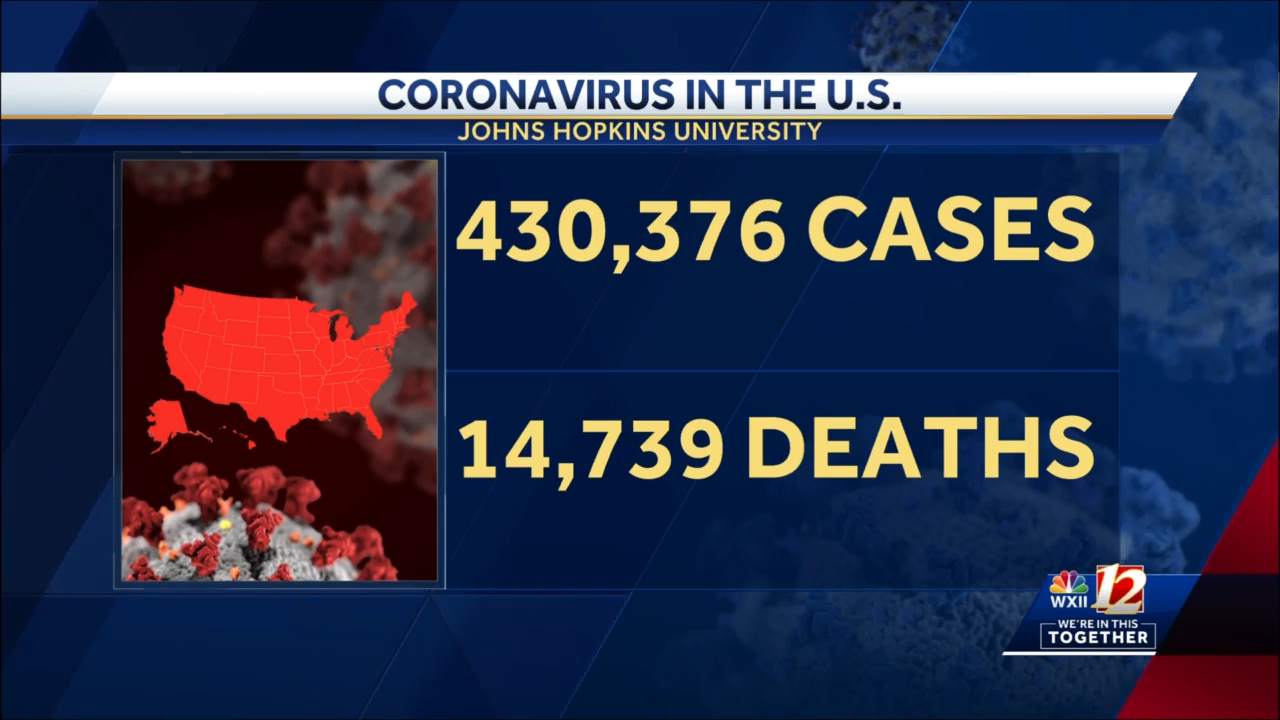 CORONAVIRUS IN THE U.S.
JOHNS HOPKINS UNIVERSITY
430,376 CASES
14,739 DEATHS
WXII 12
WE'RE IN THIS
TOGETHER